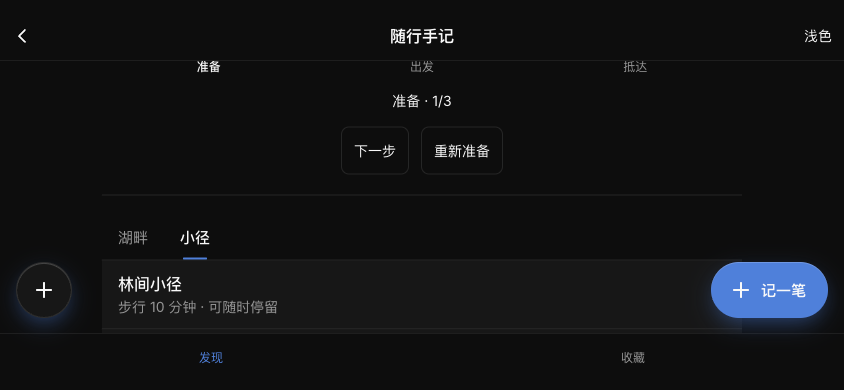 随行手记
浅色
准备
出发
抵达
准备 · 1/3
下一步
重新准备
湖畔
小径
林间小径
步行 10 分钟 · 可随时停留
记一笔
发现
收藏